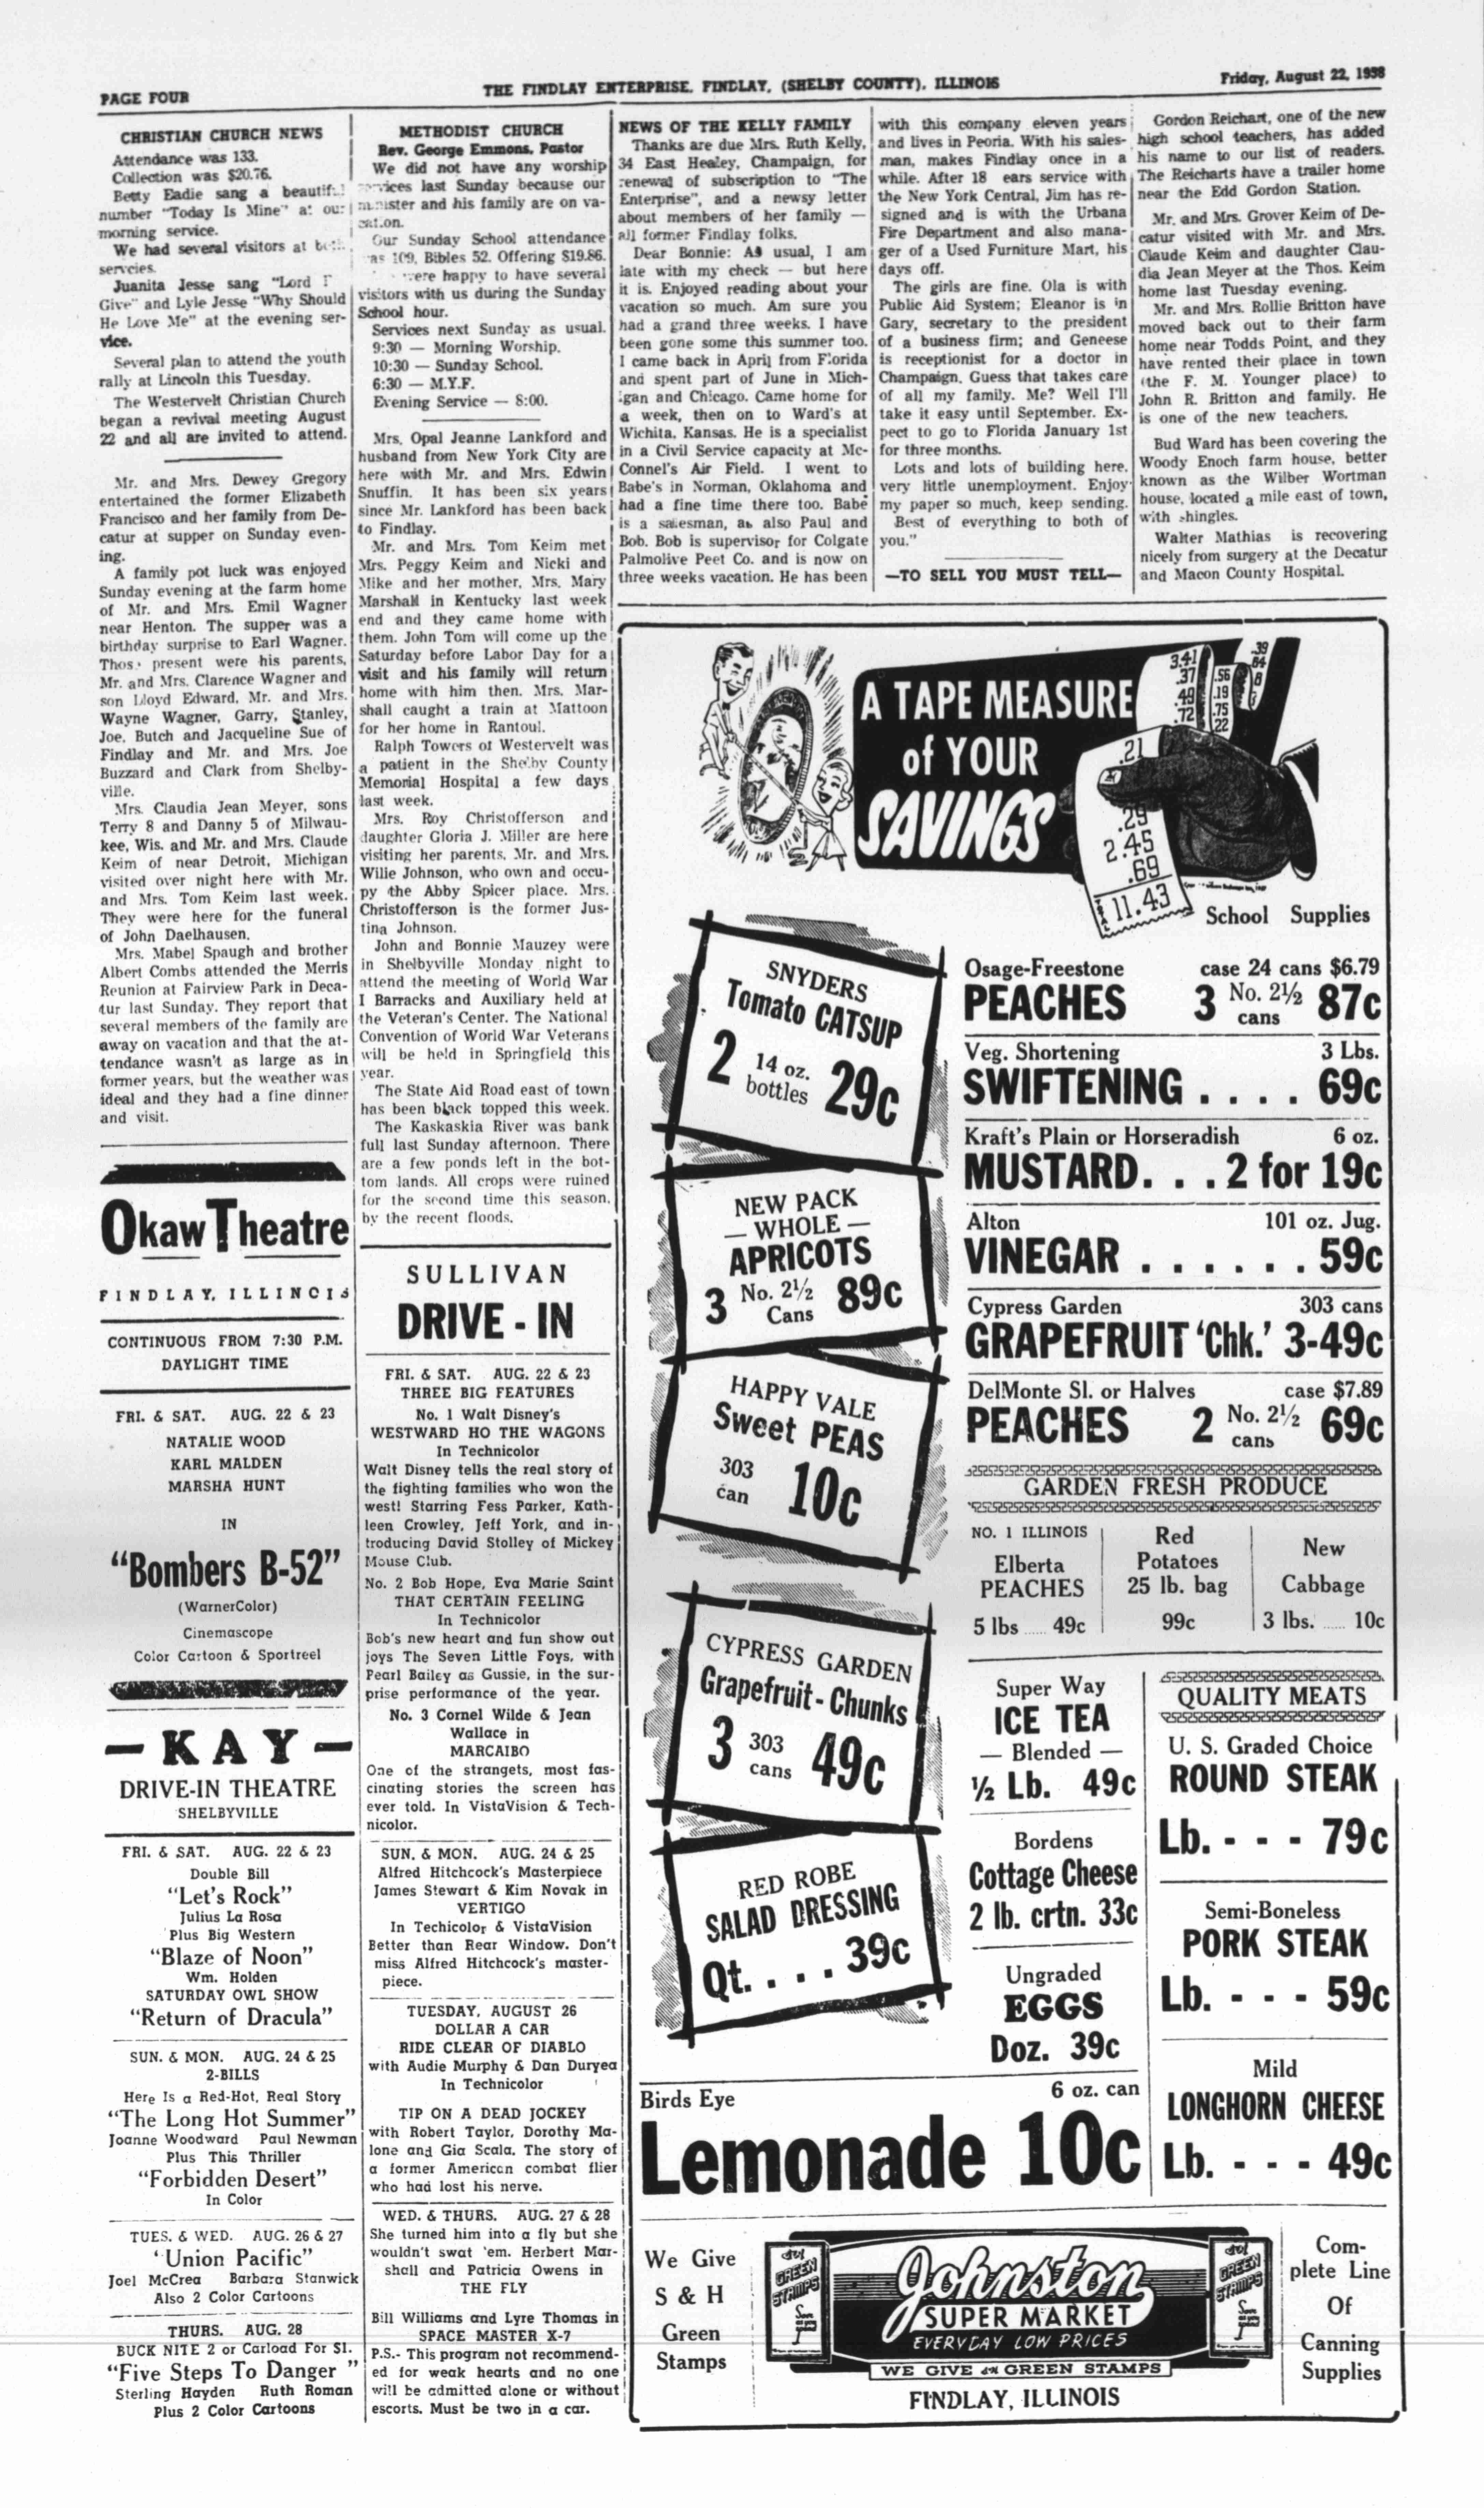 PAGE FOUR
THE FINDLAY ENTERPRISE, FINDLAY, (SHELBY COUNTY), ILLINOIS
Friday, August 22, 1958
CHRISTIAN CHURCH NEWS
Attendance was 133.
Collection was $20.76.
Betty Eadie sang a beautiful
number "Today Is Mine" at our
morning service.
We had several visitors at both
servcies.
Juanita Jesse sang "Lord I
Give" and Lyle Jesse "Why Should
He Love Me" at the evening ser-
vice.
Several plan to attend the youth
rally at Lincoln this Tuesday.
The Westervelt Christian Church
began a revival meeting August
22 and all are invited to attend.
Mr. and Mrs. Dewey Gregory
entertained the former Elizabeth
Francisco and her family from De-
catur at supper on Sunday even-
ing.
A family pot luck was enjoyed
Sunday evening at the farm home
of Mr. and Mrs. Emil Wagner
near Henton. The supper was a
birthday surprise to Earl Wagner.
Those present were his parents,
Mr. and Mrs. Clarence Wagner and
son Lloyd Edward, Mr. and Mrs.
Wayne Wagner, Garry, Stanley,
Joe, Butch and Jacqueline Sue of
Findlay and Mr. and Mrs. Joe
Buzzard and Clark from Shelby-
ville.
Mrs. Claudia Jean Meyer, sons
Terry 8 and Danny 5 of Milwau-
kee, Wis. and Mr. and Mrs. Claude
Keim of near Detroit, Michigan
visited over night here with Mr.
and Mrs. Tom Keim last week.
They were here for the funeral
of John Daelhausen.
Mrs. Mabel Spaugh and brother
Albert Combs attended the Merris
Reunion at Fairview Park in Deca-
tur last Sunday. They report that
several members of the family are
away on vacation and that the at-
tendance wasn't as large as in
former years, but the weather was
ideal and they had a fine dinner
and visit.
Okaw Theatre
FINDLAY, ILLINOIS
CONTINUOUS FROM 7:30 P.M.
DAYLIGHT TIME
FRI. & SAT. AUG. 22 & 23
NATALIE WOOD
KARL MALDEN
MARSHA HUNT
IN
"Bombers B-52"
(WarnerColor)
Cinemascope
Color Cartoon & Sportreel
—KAY—
DRIVE-IN THEATRE
SHELBYVILLE
FRI. & SAT. AUG. 22 & 23
Double Bill
"Let's Rock"
Julius La Rosa
Plus Big Western
"Blaze of Noon"
Wm. Holden
SATURDAY OWL SHOW
"Return of Dracula"
SUN. & MON. AUG. 24 & 25
2-BILLS
Here Is a Red-Hot, Real Story
"The Long Hot Summer"
Joanne Woodward Paul Newman
Plus This Thriller
"Forbidden Desert"
In Color
TUES. & WED. AUG. 26 & 27
"Union Pacific"
Joel McCrea Barbara Stanwick
Also 2 Color Cartoons
THURS. AUG. 28
BUCK NITE 2 or Carload For $1.
"Five Steps To Danger"
Sterling Hayden Ruth Roman
Plus 2 Color Cartoons
METHODIST CHURCH
Rev. George Emmons, Pastor
We did not have any worship
services last Sunday because our
minister and his family are on va-
cation.
Our Sunday School attendance
was 109, Bibles 52. Offering $19.86.
were happy to have several
visitors with us during the Sunday
School hour.
Services next Sunday as usual.
9:30 — Morning Worship.
10:30 — Sunday School.
6:30 — M.Y.F.
Evening Service — 8:00.
Mrs. Opal Jeanne Lankford and
husband from New York City are
here with Mr. and Mrs. Edwin
Snuffin. It has been six years
since Mr. Lankford has been back
to Findlay.
Mr. and Mrs. Tom Keim met
Mrs. Peggy Keim and Nicki and
Mike and her mother, Mrs. Mary
Marshall in Kentucky last week
end and they came home with
them. John Tom will come up the
Saturday before Labor Day for a
visit and his family will return
home with him then. Mrs. Mar-
shall caught a train at Mattoon
for her home in Rantoul.
Ralph Towers of Westervelt was
a patient in the Shelby County
Memorial Hospital a few days
last week.
Mrs. Roy Christofferson and
daughter Gloria J. Miller are here
visiting her parents, Mr. and Mrs.
Wilie Johnson, who own and occu-
py the Abby Spicer place. Mrs.
Christofferson is the former Jus-
tina Johnson.
John and Bonnie Mauzey were
in Shelbyville Monday night to
attend the meeting of World War
I Barracks and Auxiliary held at
the Veteran's Center. The National
Convention of World War Veterans
will be held in Springfield this
year.
The State Aid Road east of town
has been black topped this week.
The Kaskaskia River was bank
full last Sunday afternoon. There
are a few ponds left in the bot-
tom lands. All crops were ruined
for the second time this season,
by the recent floods.
SULLIVAN
DRIVE - IN
FRI. & SAT. AUG. 22 & 23
THREE BIG FEATURES
No. 1 Walt Disney's
WESTWARD HO THE WAGONS
In Technicolor
Walt Disney tells the real story of
the fighting families who won the
west! Starring Fess Parker, Kath-
leen Crowley, Jeff York, and in-
troducing David Stolley of Mickey
Mouse Club.
No. 2 Bob Hope, Eva Marie Saint
THAT CERTAIN FEELING
In Technicolor
Bob's new heart and fun show out
joys The Seven Little Foys, with
Pearl Bailey as Gussie, in the sur-
prise performance of the year.
No. 3 Cornel Wilde & Jean
Wallace in
MARCAIBO
One of the strangets, most fas-
cinating stories the screen has
ever told. In VistaVision & Tech-
nicolor.
SUN. & MON. AUG. 24 & 25
Alfred Hitchcock's Masterpiece
James Stewart & Kim Novak in
VERTIGO
In Techicolor & VistaVision
Better than Rear Window. Don't
miss Alfred Hitchcock's master-
piece.
TUESDAY, AUGUST 26
DOLLAR A CAR
RIDE CLEAR OF DIABLO
with Audie Murphy & Dan Duryea
In Technicolor
TIP ON A DEAD JOCKEY
with Robert Taylor, Dorothy Ma-
lone and Gia Scala. The story of
a former American combat flier
who had lost his nerve.
WED. & THURS. AUG. 27 & 28
She turned him into a fly but she
wouldn't swat 'em. Herbert Mar-
shall and Patricia Owens in
THE FLY
Bill Williams and Lyre Thomas in
SPACE MASTER X-7
P.S.- This program not recommend-
ed for weak hearts and no one
will be admitted alone or without
escorts. Must be two in a car.
NEWS OF THE KELLY FAMILY
Thanks are due Mrs. Ruth Kelly,
34 East Healey, Champaign, for
renewal of subscription to "The
Enterprise", and a newsy letter
about members of her family —
all former Findlay folks.
Dear Bonnie: As usual, I am
late with my check — but here
it is. Enjoyed reading about your
vacation so much. Am sure you
had a grand three weeks. I have
been gone some this summer too.
I came back in April from Florida
and spent part of June in Mich-
igan and Chicago. Came home for
a week, then on to Ward's at
Wichita, Kansas. He is a specialist
in a Civil Service capacity at Mc-
Connel's Air Field. I went to
Babe's in Norman, Oklahoma and
had a fine time there too. Babe
is a salesman, as also Paul and
Bob. Bob is supervisor for Colgate
Palmolive Peet Co. and is now on
three weeks vacation. He has been
with this company eleven years
and lives in Peoria. With his sales-
man, makes Findlay once in a
while. After 18 ears service with
the New York Central, Jim has re-
signed and is with the Urbana
Fire Department and also mana-
ger of a Used Furniture Mart, his
days off.
The girls are fine. Ola is with
Public Aid System; Eleanor is in
Gary, secretary to the president
of a business firm; and Geneese
is receptionist for a doctor in
Champaign. Guess that takes care
of all my family. Me? Well I'll
take it easy until September. Ex-
pect to go to Florida January 1st
for three months.
Lots and lots of building here,
very little unemployment. Enjoy
my paper so much, keep sending.
Best of everything to both of
you."
—TO SELL YOU MUST TELL—
Gordon Reichart, one of the new
high school teachers, has added
his name to our list of readers.
The Reicharts have a trailer home
near the Edd Gordon Station.
Mr. and Mrs. Grover Keim of De-
catur visited with Mr. and Mrs.
Claude Keim and daughter Clau-
dia Jean Meyer at the Thos. Keim
home last Tuesday evening.
Mr. and Mrs. Rollie Britton have
moved back out to their farm
home near Todds Point, and they
have rented their place in town
(the F. M. Younger place) to
John R. Britton and family. He
is one of the new teachers.
Bud Ward has been covering the
Woody Enoch farm house, better
known as the Wilber Wortman
house, located a mile east of town,
with shingles.
Walter Mathias is recovering
nicely from surgery at the Decatur
and Macon County Hospital.
A TAPE MEASURE
of YOUR
SAVINGS
3.41
.37
.49
.72
.56
.19
.75
.22
.39
.64
.21
.29
2.45
.69
11.43
School Supplies
SNYDERS
Tomato CATSUP
2 14 oz. bottles 29c
NEW PACK
— WHOLE —
APRICOTS
3 No. 2½ Cans 89c
HAPPY VALE
Sweet PEAS
303 can 10c
CYPRESS GARDEN
Grapefruit - Chunks
3 303 cans 49c
RED ROBE
SALAD DRESSING
Qt. . . . . 39c
Osage-Freestone case 24 cans $6.79
PEACHES 3 No. 2½ cans 87c
Veg. Shortening 3 Lbs.
SWIFTENING . . . . 69c
Kraft's Plain or Horseradish 6 oz.
MUSTARD. . . 2 for 19c
Alton 101 oz. Jug.
VINEGAR . . . . . . 59c
Cypress Garden 303 cans
GRAPEFRUIT 'Chk.' 3-49c
DelMonte Sl. or Halves case $7.89
PEACHES 2 No. 2½ cans 69c
GARDEN FRESH PRODUCE
NO. 1 ILLINOIS
Elberta
PEACHES
5 lbs ..... 49c
Red
Potatoes
25 lb. bag
99c
New
Cabbage
3 lbs. ..... 10c
Super Way
ICE TEA
— Blended —
½ Lb. 49c
Bordens
Cottage Cheese
2 lb. crtn. 33c
Ungraded
EGGS
Doz. 39c
QUALITY MEATS
U. S. Graded Choice
ROUND STEAK
Lb. - - - 79c
Semi-Boneless
PORK STEAK
Lb. - - - 59c
Mild
LONGHORN CHEESE
Lb. - - - 49c
Birds Eye 6 oz. can
Lemonade 10c
We Give
S & H
Green
Stamps
S&H
GREEN
STAMPS
Johnston
SUPER MARKET
EVERYDAY LOW PRICES
WE GIVE S&H GREEN STAMPS
FINDLAY, ILLINOIS
S&H
GREEN
STAMPS
Com-
plete Line
Of
Canning
Supplies